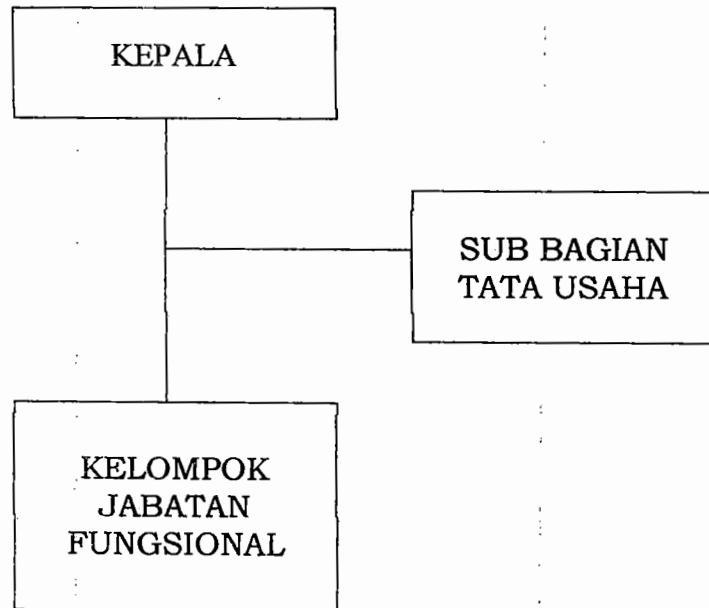 KEPALA
SUB BAGIAN
TATA USAHA
KELOMPOK
JABATAN
FUNGSIONAL